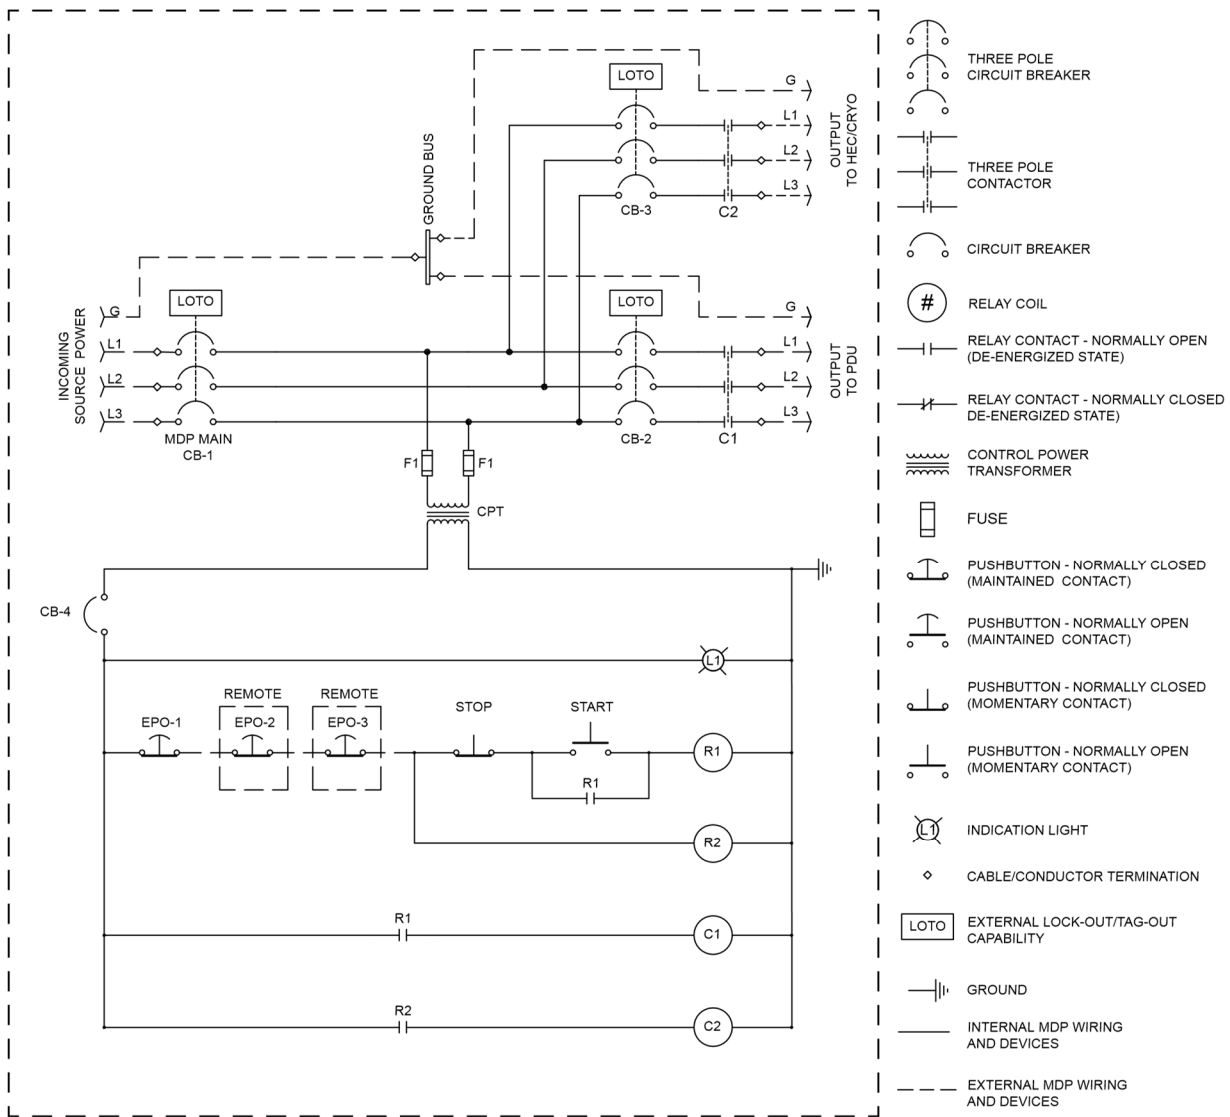 LOTO
G
L1
L2
L3
OUTPUT
TO HEC/CRYO
CB-3
C2
GROUND BUS
INCOMING
SOURCE POWER
G
L1
L2
L3
LOTO
MDP MAIN
CB-1
LOTO
CB-2
C1
G
L1
L2
L3
OUTPUT
TO PDU
F1
F1
CPT
CB-4
L1
EPO-1
REMOTE
EPO-2
REMOTE
EPO-3
STOP
START
R1
R1
R2
R1
C1
R2
C2
THREE POLE
CIRCUIT BREAKER
THREE POLE
CONTACTOR
CIRCUIT BREAKER
#
RELAY COIL
RELAY CONTACT - NORMALLY OPEN
(DE-ENERGIZED STATE)
RELAY CONTACT - NORMALLY CLOSED
DE-ENERGIZED STATE)
CONTROL POWER
TRANSFORMER
FUSE
PUSHBUTTON - NORMALLY CLOSED
(MAINTAINED CONTACT)
PUSHBUTTON - NORMALLY OPEN
(MAINTAINED CONTACT)
PUSHBUTTON - NORMALLY CLOSED
(MOMENTARY CONTACT)
PUSHBUTTON - NORMALLY OPEN
(MOMENTARY CONTACT)
L1
INDICATION LIGHT
CABLE/CONDUCTOR TERMINATION
LOTO
EXTERNAL LOCK-OUT/TAG-OUT
CAPABILITY
GROUND
INTERNAL MDP WIRING
AND DEVICES
EXTERNAL MDP WIRING
AND DEVICES